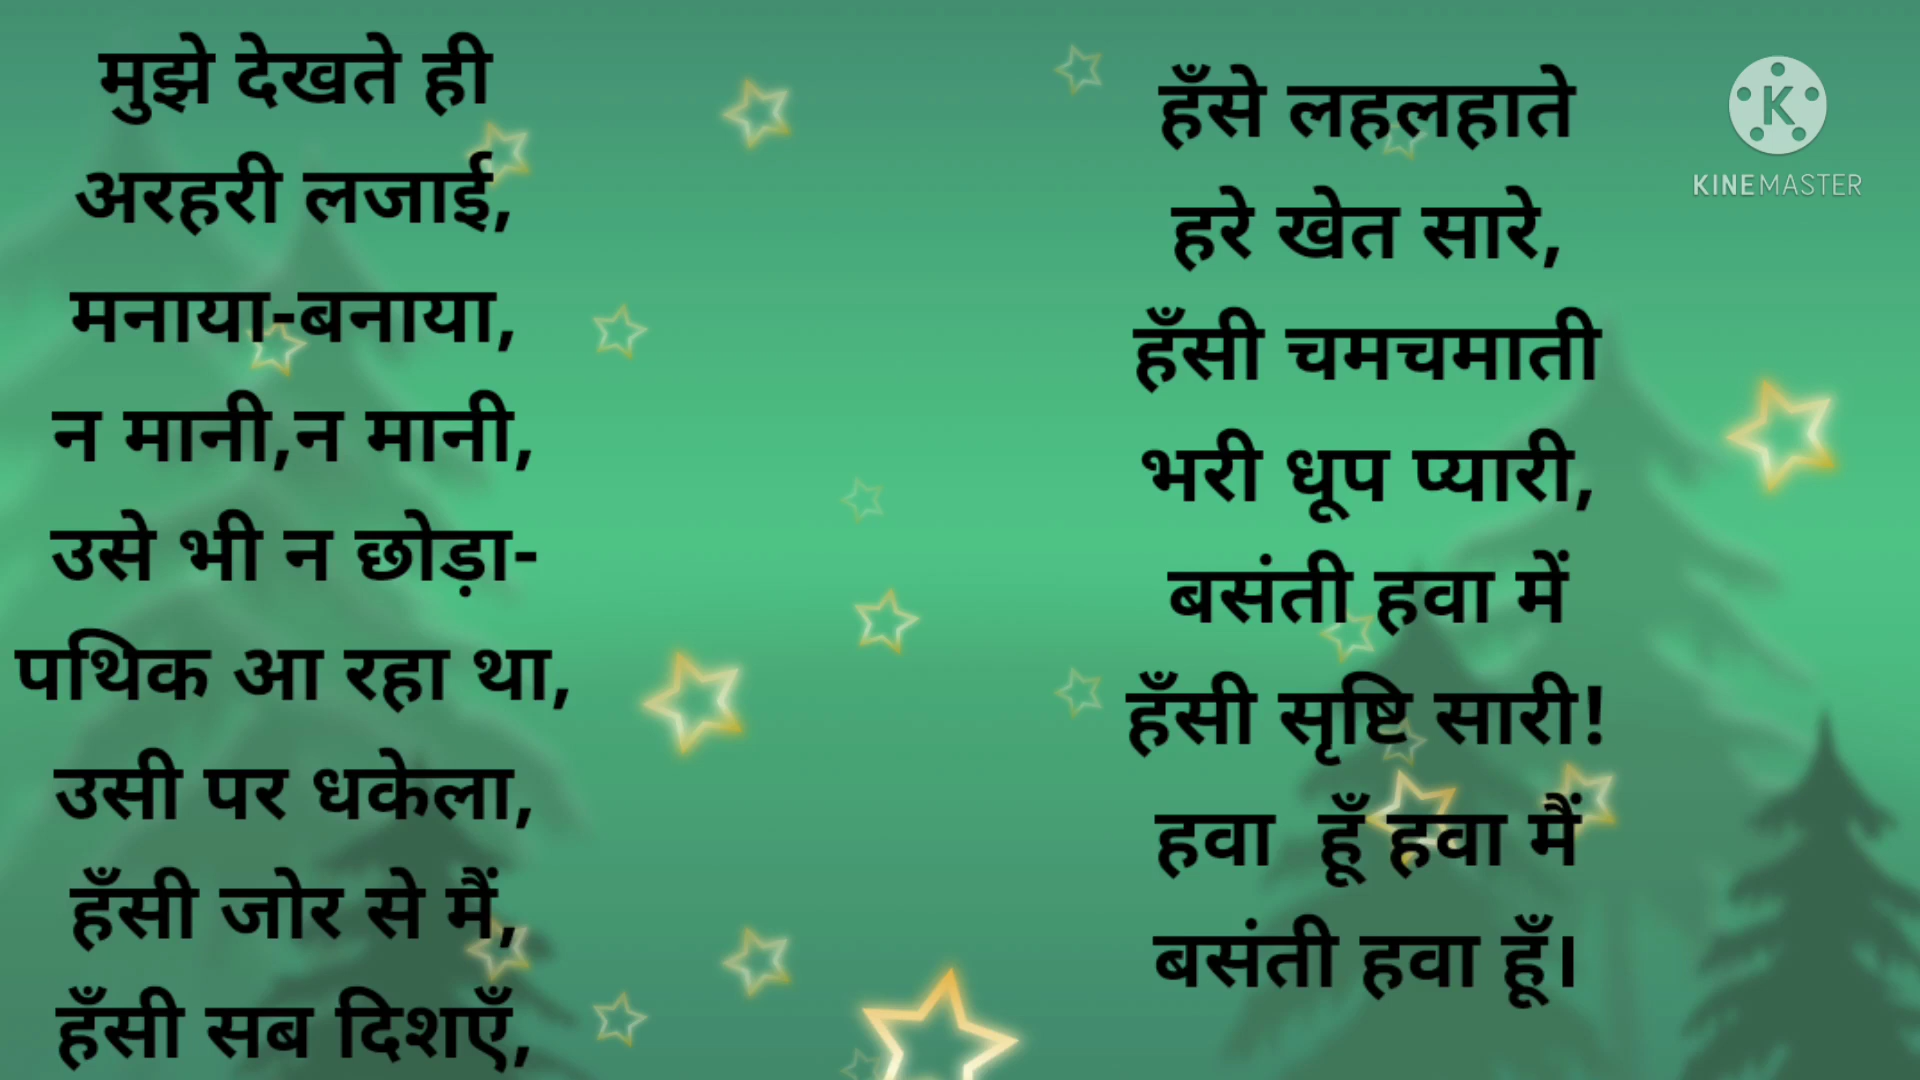 मुझे देखते ही
अरहरी लजाई,
मनाया-बनाया,
न मानी,न मानी,
उसे भी न छोड़ा-
पथिक आ रहा था,
उसी पर धकेला,
हँसी जोर से मैं,
हँसी सब दिशएँ,
हँसे लहलहाते
हरे खेत सारे,
हँसी चमचमाती
भरी धूप प्यारी,
बसंती हवा में
हँसी सृष्टि सारी!
हवा  हूँ हवा मैं
बसंती हवा हूँ।
K
KINEMASTER